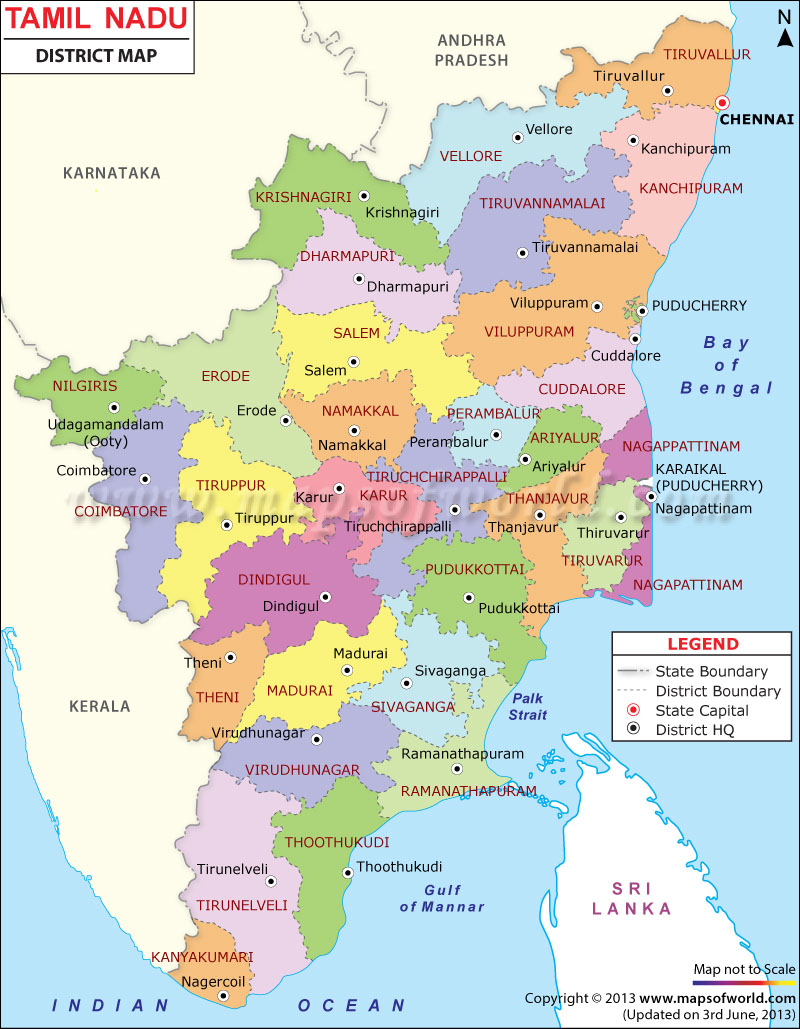 TAMIL NADU
DISTRICT MAP
N
ANDHRA
PRADESH
TIRUVALLUR
Tiruvallur
CHENNAI
Vellore
VELLORE
Kanchipuram
KANCHIPURAM
KARNATAKA
KRISHNAGIRI
Krishnagiri
TIRUVANNAMALAI
Tiruvannamalai
DHARMAPURI
Dharmapuri
Viluppuram
VILUPPURAM
PUDUCHERRY
SALEM
Salem
Cuddalore
CUDDALORE
Bay
of
Bengal
NILGIRIS
Udagamandalam
(Ooty)
ERODE
Erode
NAMAKKAL
Namakkal
PERAMBALUR
Perambalur
ARIYALUR
Ariyalur
NAGAPPATTINAM
Coimbatore
COIMBATORE
TIRUPPUR
Tiruppur
Karur
KARUR
TIRUCHCHIRAPPALLI
Tiruchchirappalli
THANJAVUR
Thanjavur
KARAIKAL
(PUDUCHERRY)
Nagapattinam
Thiruvarur
TIRUVARUR
NAGAPATTINAM
www.mapsofworld.com
DINDIGUL
Dindigul
PUDUKKOTTAI
Pudukkottai
Theni
THENI
Madurai
MADURAI
Sivaganga
SIVAGANGA
Palk
Strait
KERALA
Virudhunagar
VIRUDHUNAGAR
Ramanathapuram
RAMANATHAPURAM
LEGEND
State Boundary
District Boundary
State Capital
District HQ
THOOTHUKUDI
Thoothukudi
Tirunelveli
TIRUNELVELI
Gulf
of Mannar
SRI
LANKA
KANYAKUMARI
Nagercoil
INDIAN OCEAN
Map not to Scale
Copyright © 2013 www.mapsofworld.com
(Updated on 3rd June, 2013)